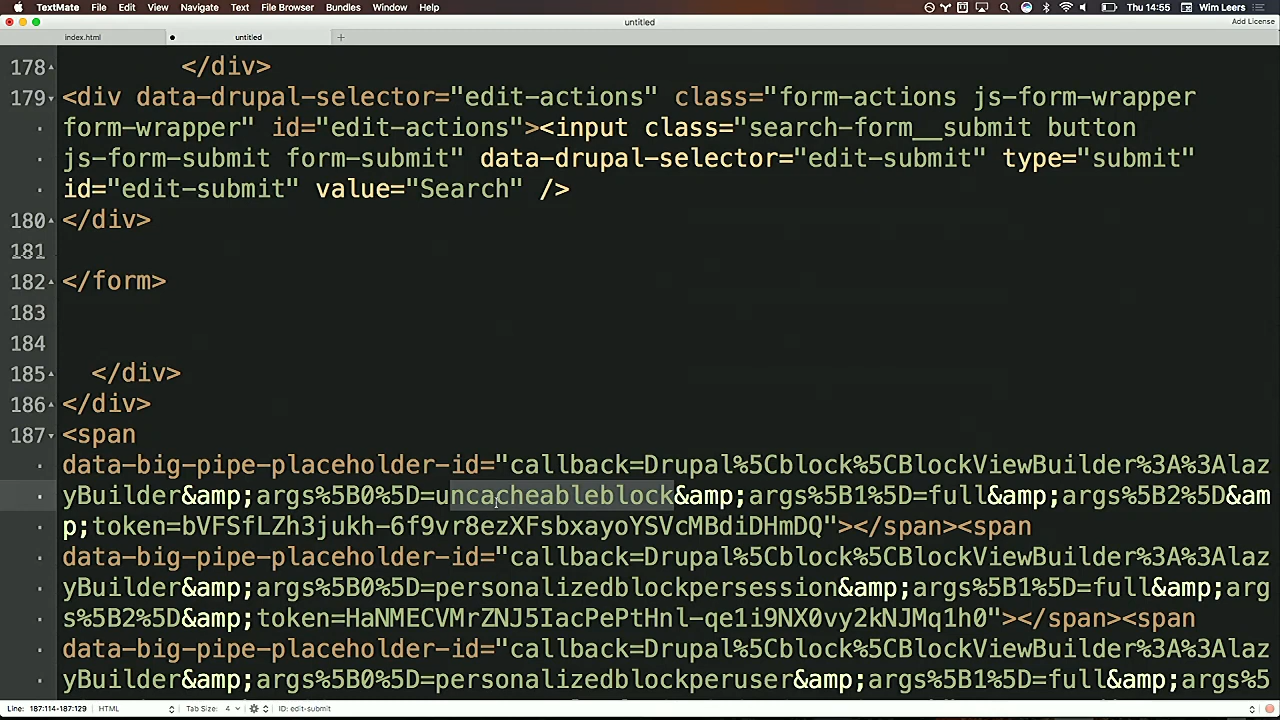 TextMate File Edit View Navigate Text File Browser Bundles Window Help Thu 14:55 Wim Leers
untitled
Add License
index.html untitled
178 </div>
179 <div data-drupal-selector="edit-actions" class="form-actions js-form-wrapper
form-wrapper" id="edit-actions"><input class="search-form__submit button
js-form-submit form-submit" data-drupal-selector="edit-submit" type="submit"
id="edit-submit" value="Search" />
180 </div>
181
182 </form>
183
184
185 </div>
186 </div>
187 <span
data-big-pipe-placeholder-id="callback=Drupal%5Cblock%5CBlockViewBuilder%3A%3Alaz
yBuilder&amp;args%5B0%5D=uncacheableblock&amp;args%5B1%5D=full&amp;args%5B2%5D&am
p;token=bVFSfLZh3jukh-6f9vr8ezXFsbxayoYSVcMBdiDHmDQ"></span><span
data-big-pipe-placeholder-id="callback=Drupal%5Cblock%5CBlockViewBuilder%3A%3Alaz
yBuilder&amp;args%5B0%5D=personalizedblockpersession&amp;args%5B1%5D=full&amp;arg
s%5B2%5D&amp;token=HaNMECVMrZNJ5IacPePtHnl-qe1i9NX0vy2kNJMq1h0"></span><span
data-big-pipe-placeholder-id="callback=Drupal%5Cblock%5CBlockViewBuilder%3A%3Alaz
yBuilder&amp;args%5B0%5D=personalizedblockperuser&amp;args%5B1%5D=full&amp;args%5
Line: 187:114-187:129 HTML Tab Size: 4 ID: edit-submit